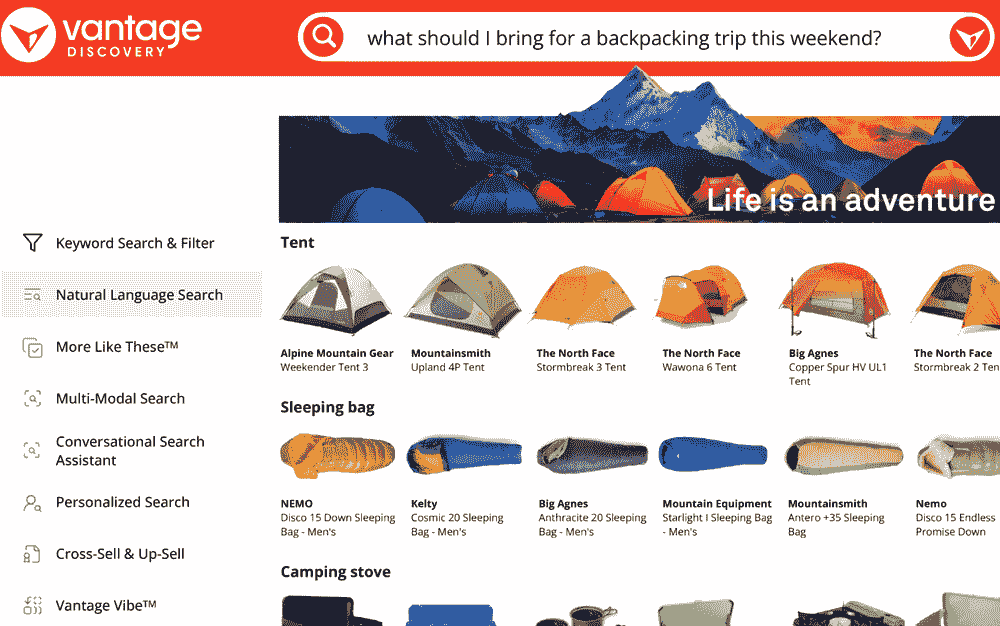 vantage
DISCOVERY
what should I bring for a backpacking trip this weekend?
Life is an adventure
Keyword Search & Filter
Natural Language Search
More Like These™
Multi-Modal Search
Conversational Search
Assistant
Personalized Search
Cross-Sell & Up-Sell
Vantage Vibe™
Tent
Alpine Mountain Gear
Weekender Tent 3
Mountainsmith
Upland 4P Tent
The North Face
Stormbreak 3 Tent
The North Face
Wawona 6 Tent
Big Agnes
Copper Spur HV UL1
Tent
The North Face
Stormbreak 2 Ten
Sleeping bag
NEMO
Disco 15 Down Sleeping
Bag - Men's
Kelty
Cosmic 20 Sleeping
Bag - Men's
Big Agnes
Anthracite 20 Sleeping
Bag - Men's
Mountain Equipment
Starlight I Sleeping Bag
- Men's
Mountainsmith
Antero +35 Sleeping
Bag
Nemo
Disco 15 Endless
Promise Down
Camping stove